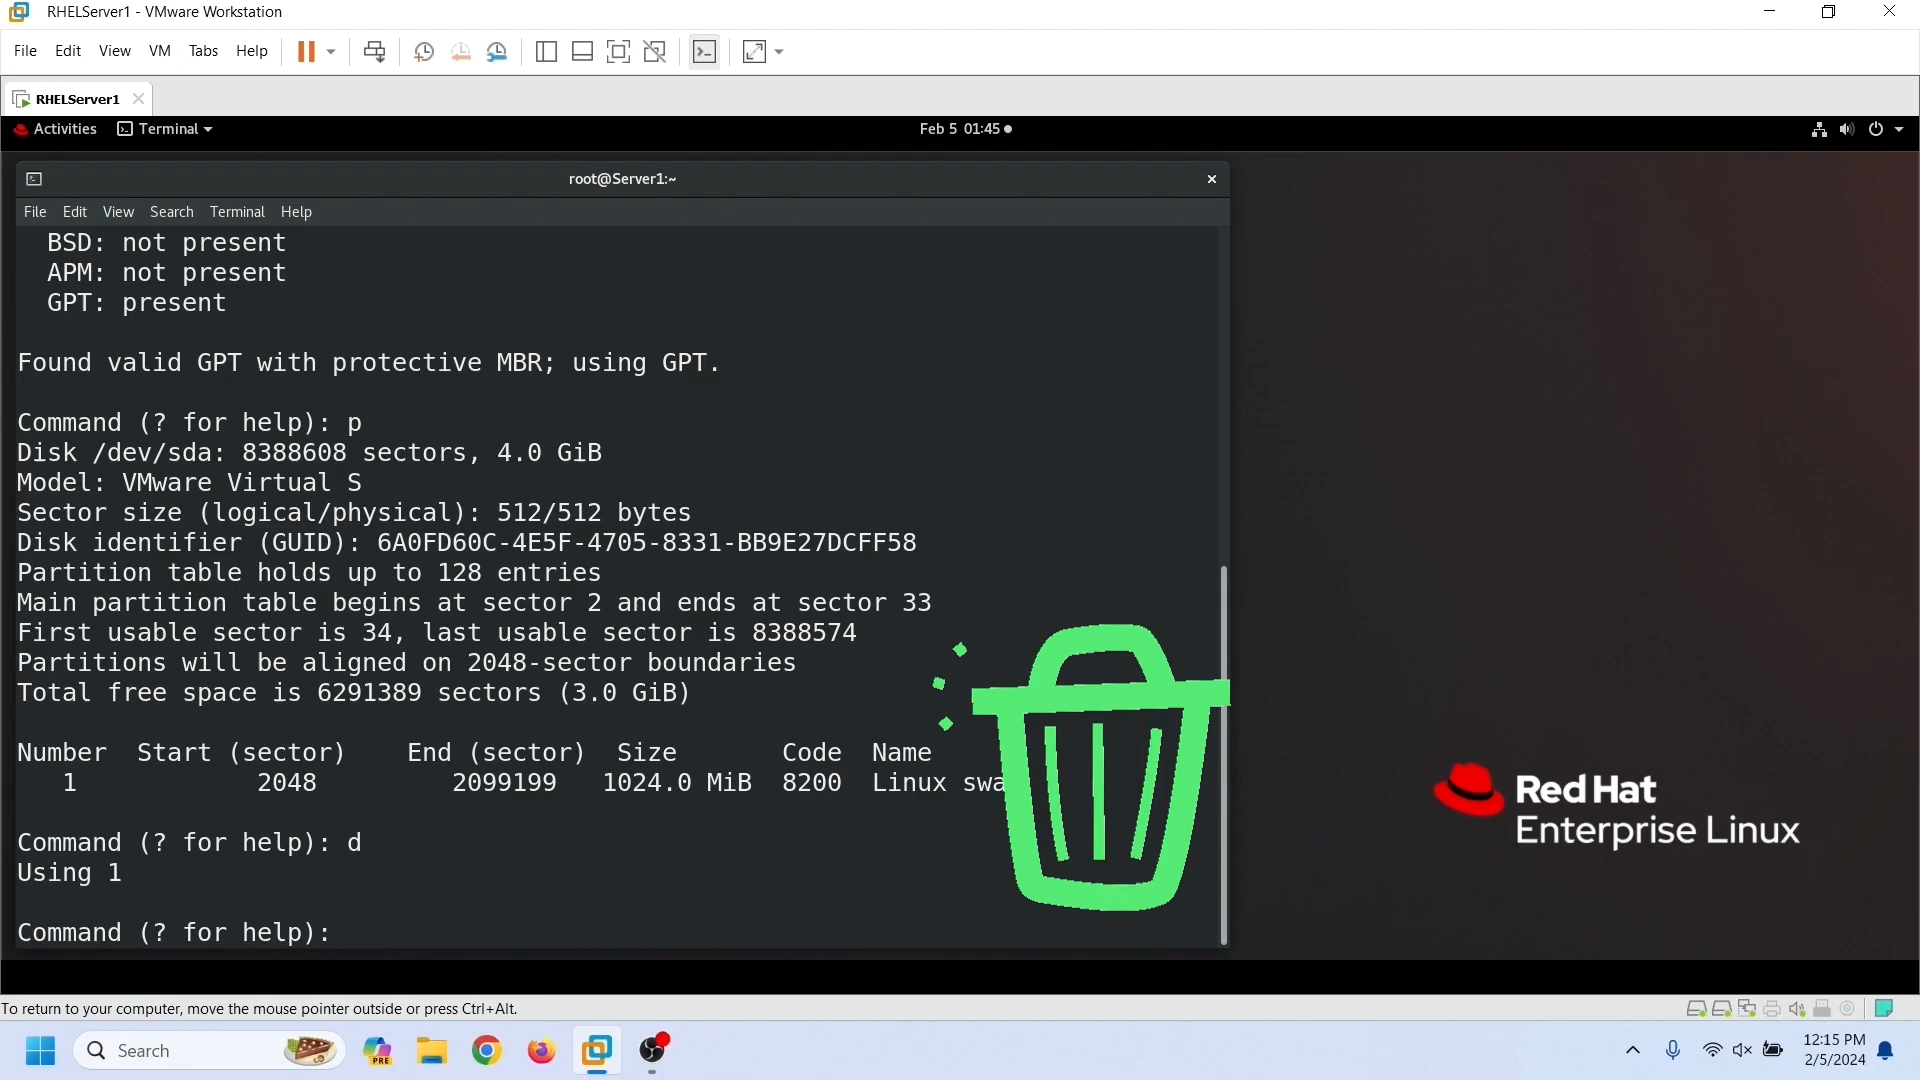 RHELServer1 - VMware Workstation
File Edit View VM Tabs Help
RHELServer1
Activities Terminal Feb 5 01:45
root@Server1:~
File Edit View Search Terminal Help
BSD: not present
APM: not present
GPT: present
Found valid GPT with protective MBR; using GPT.
Command (? for help): p
Disk /dev/sda: 8388608 sectors, 4.0 GiB
Model: VMware Virtual S
Sector size (logical/physical): 512/512 bytes
Disk identifier (GUID): 6A0FD60C-4E5F-4705-8331-BB9E27DCFF58
Partition table holds up to 128 entries
Main partition table begins at sector 2 and ends at sector 33
First usable sector is 34, last usable sector is 8388574
Partitions will be aligned on 2048-sector boundaries
Total free space is 6291389 sectors (3.0 GiB)
Number Start (sector) End (sector) Size Code Name
1 2048 2099199 1024.0 MiB 8200 Linux swa
Command (? for help): d
Using 1
Command (? for help):
Red Hat
Enterprise Linux
To return to your computer, move the mouse pointer outside or press Ctrl+Alt.
Search
PRE
12:15 PM
2/5/2024